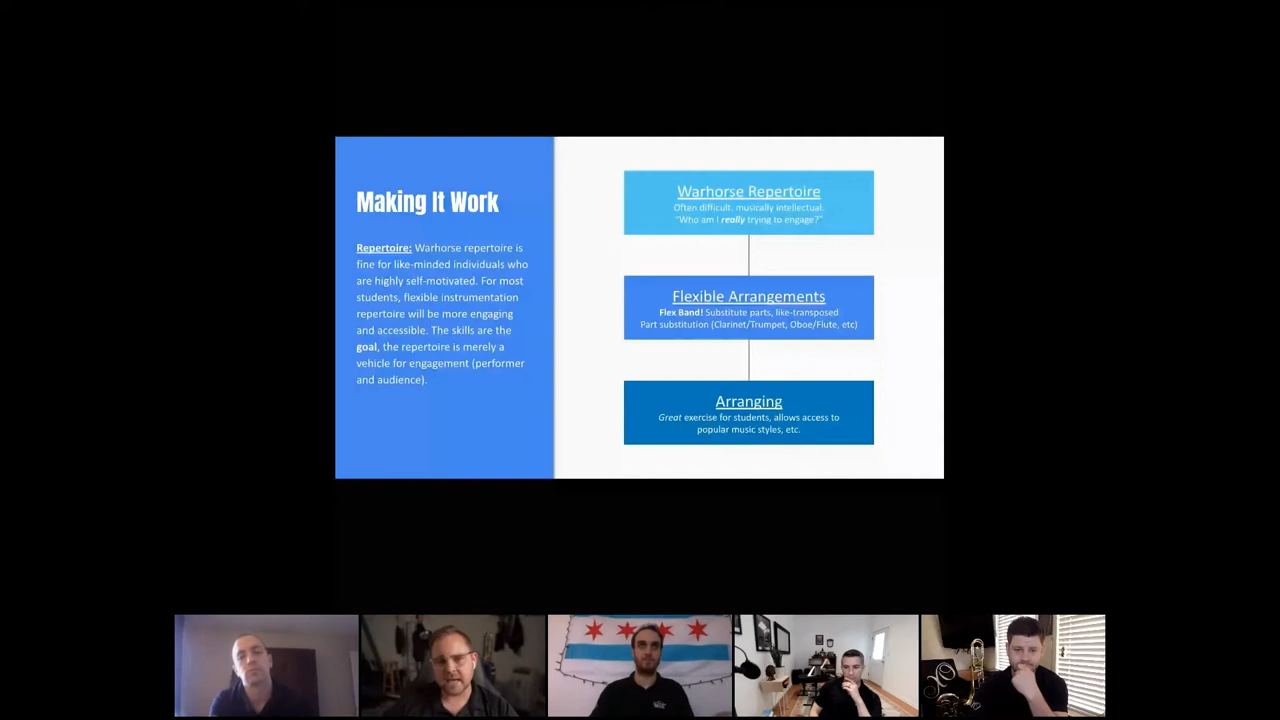 Making It Work
Repertoire: Warhorse repertoire is
fine for like-minded individuals who
are highly self-motivated. For most
students, flexible instrumentation
repertoire will be more engaging
and accessible. The skills are the
goal, the repertoire is merely a
vehicle for engagement (performer
and audience).
Warhorse Repertoire
Often difficult, musically intellectual.
"Who am I really trying to engage?"
Flexible Arrangements
Flex Band! Substitute parts, like-transposed
Part substitution (Clarinet/Trumpet, Oboe/Flute, etc)
Arranging
Great exercise for students, allows access to
popular music styles, etc.